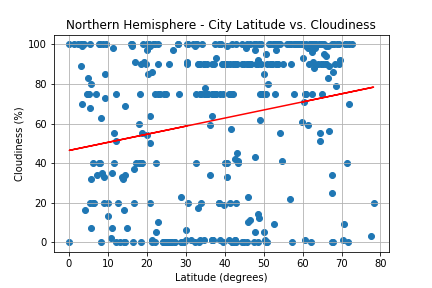 Northern Hemisphere - City Latitude vs. Cloudiness
Cloudiness (%)
100
80
60
40
20
0
0 10 20 30 40 50 60 70 80
Latitude (degrees)